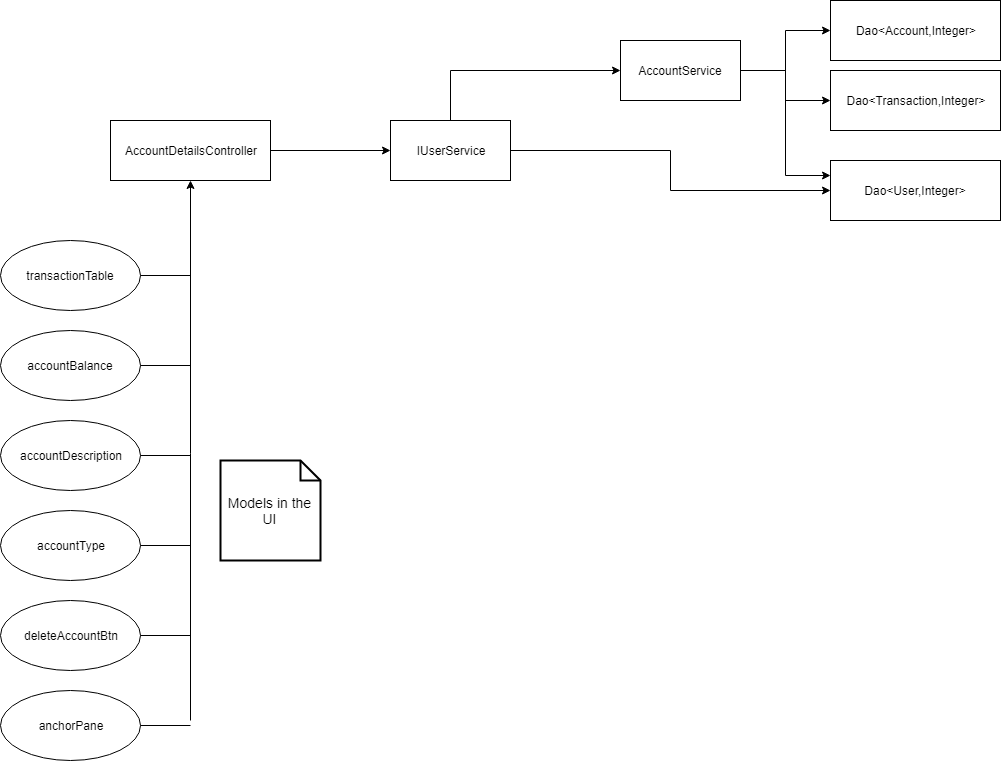 Dao<Account,Integer>
AccountService
Dao<Transaction,Integer>
AccountDetailsController
IUserService
Dao<User,Integer>
transactionTable
accountBalance
accountDescription
Models in the
UI
accountType
deleteAccountBtn
anchorPane